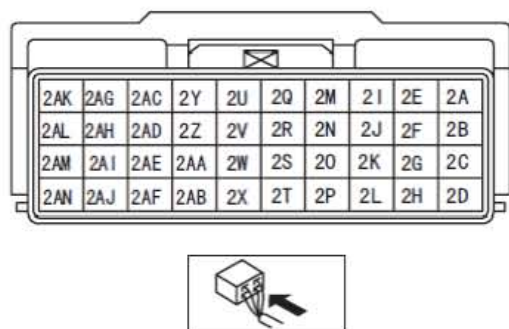 2AK 2AG 2AC 2Y 2U 2Q 2M 2I 2E 2A
2AL 2AH 2AD 2Z 2V 2R 2N 2J 2F 2B
2AM 2AI 2AE 2AA 2W 2S 2O 2K 2G 2C
2AN 2AJ 2AF 2AB 2X 2T 2P 2L 2H 2D